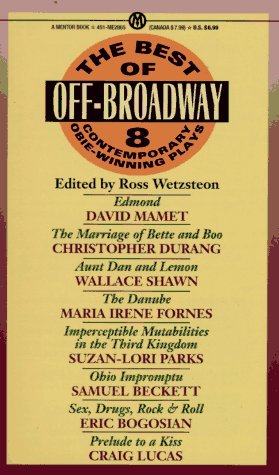 A MENTOR BOOK • 451-ME2865 (CANADA $7.99) • U.S. $6.99
THE BEST
OF
OFF-BROADWAY
8
CONTEMPORARY
OBIE-WINNING PLAYS
Edited by Ross Wetzsteon
Edmond
DAVID MAMET
The Marriage of Bette and Boo
CHRISTOPHER DURANG
Aunt Dan and Lemon
WALLACE SHAWN
The Danube
MARIA IRENE FORNES
Imperceptible Mutabilities
in the Third Kingdom
SUZAN-LORI PARKS
Ohio Impromptu
SAMUEL BECKETT
Sex, Drugs, Rock & Roll
ERIC BOGOSIAN
Prelude to a Kiss
CRAIG LUCAS